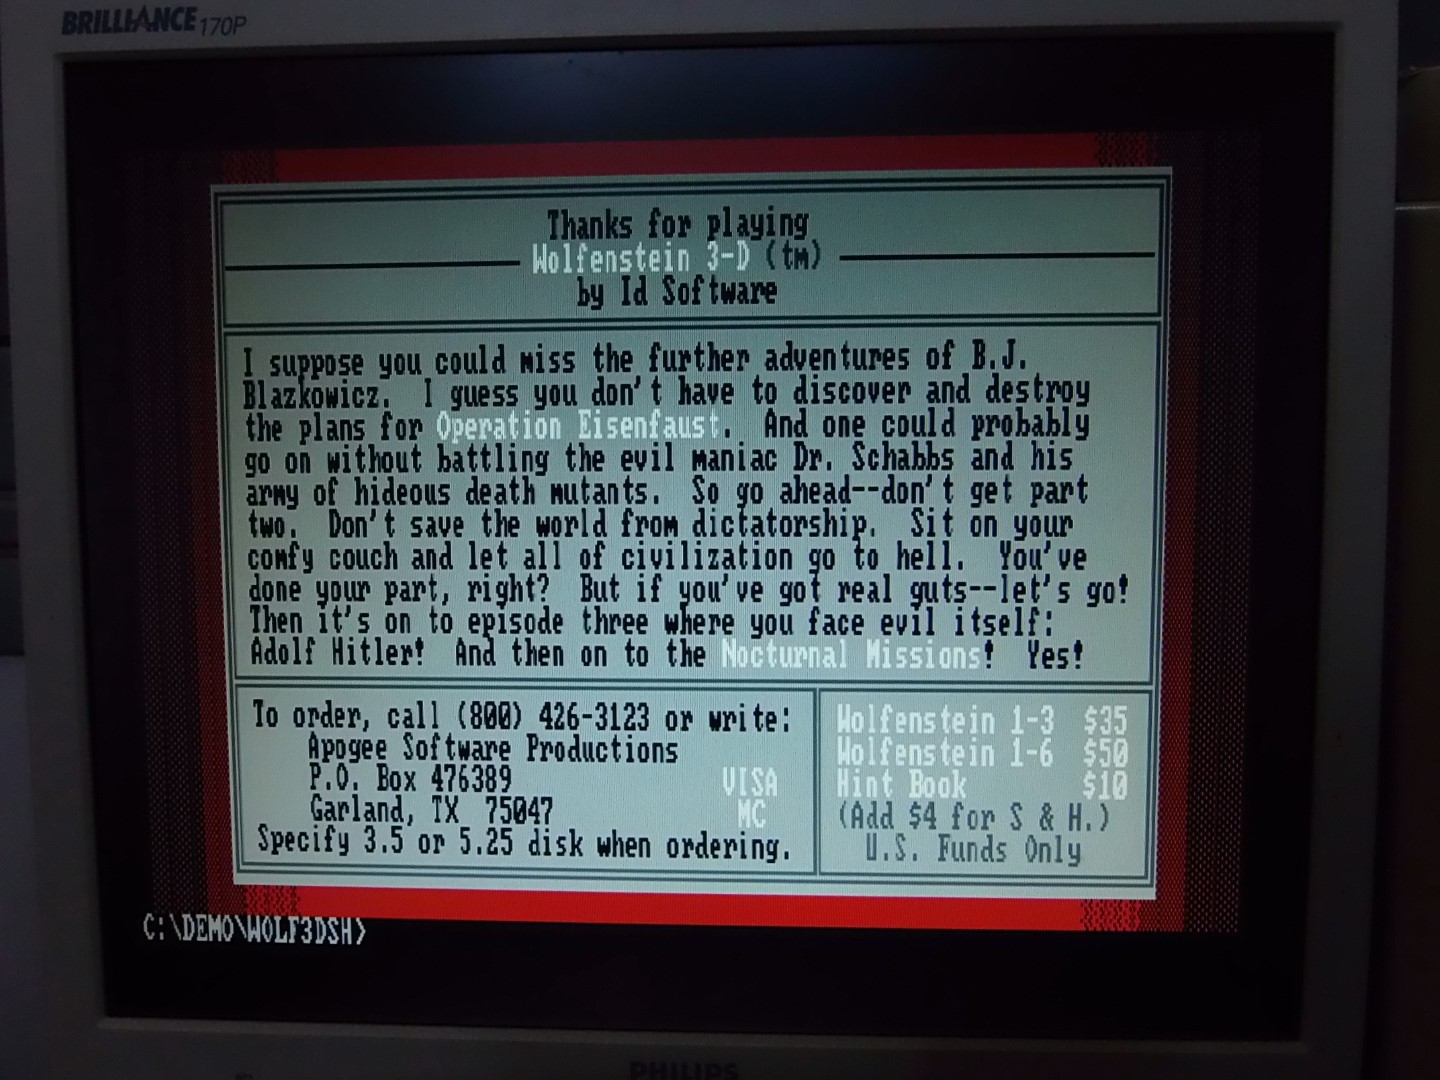 BRILLIANCE 170P
Thanks for playing
Wolfenstein 3-D (tm)
by Id Software
I suppose you could miss the further adventures of B.J.
Blazkowicz.  I guess you don't have to discover and destroy
the plans for Operation Eisenfaust.  And one could probably
go on without battling the evil maniac Dr. Schabbs and his
army of hideous death mutants.  So go ahead--don't get part
two.  Don't save the world from dictatorship.  Sit on your
comfy couch and let all of civilization go to hell.  You've
done your part, right?  But if you've got real guts--let's go!
Then it's on to episode three where you face evil itself:
Adolf Hitler!  And then on to the Nocturnal Missions!  Yes!
To order, call (800) 426-3123 or write:
Apogee Software Productions
P.O. Box 476389
VISA
Garland, TX  75047
MC
Specify 3.5 or 5.25 disk when ordering.
Wolfenstein 1-3  $35
Wolfenstein 1-6  $50
Hint Book  $10
(Add $4 for S & H.)
U.S. Funds Only
C:\DEMO\WOLF3DSH>
PHILIPS